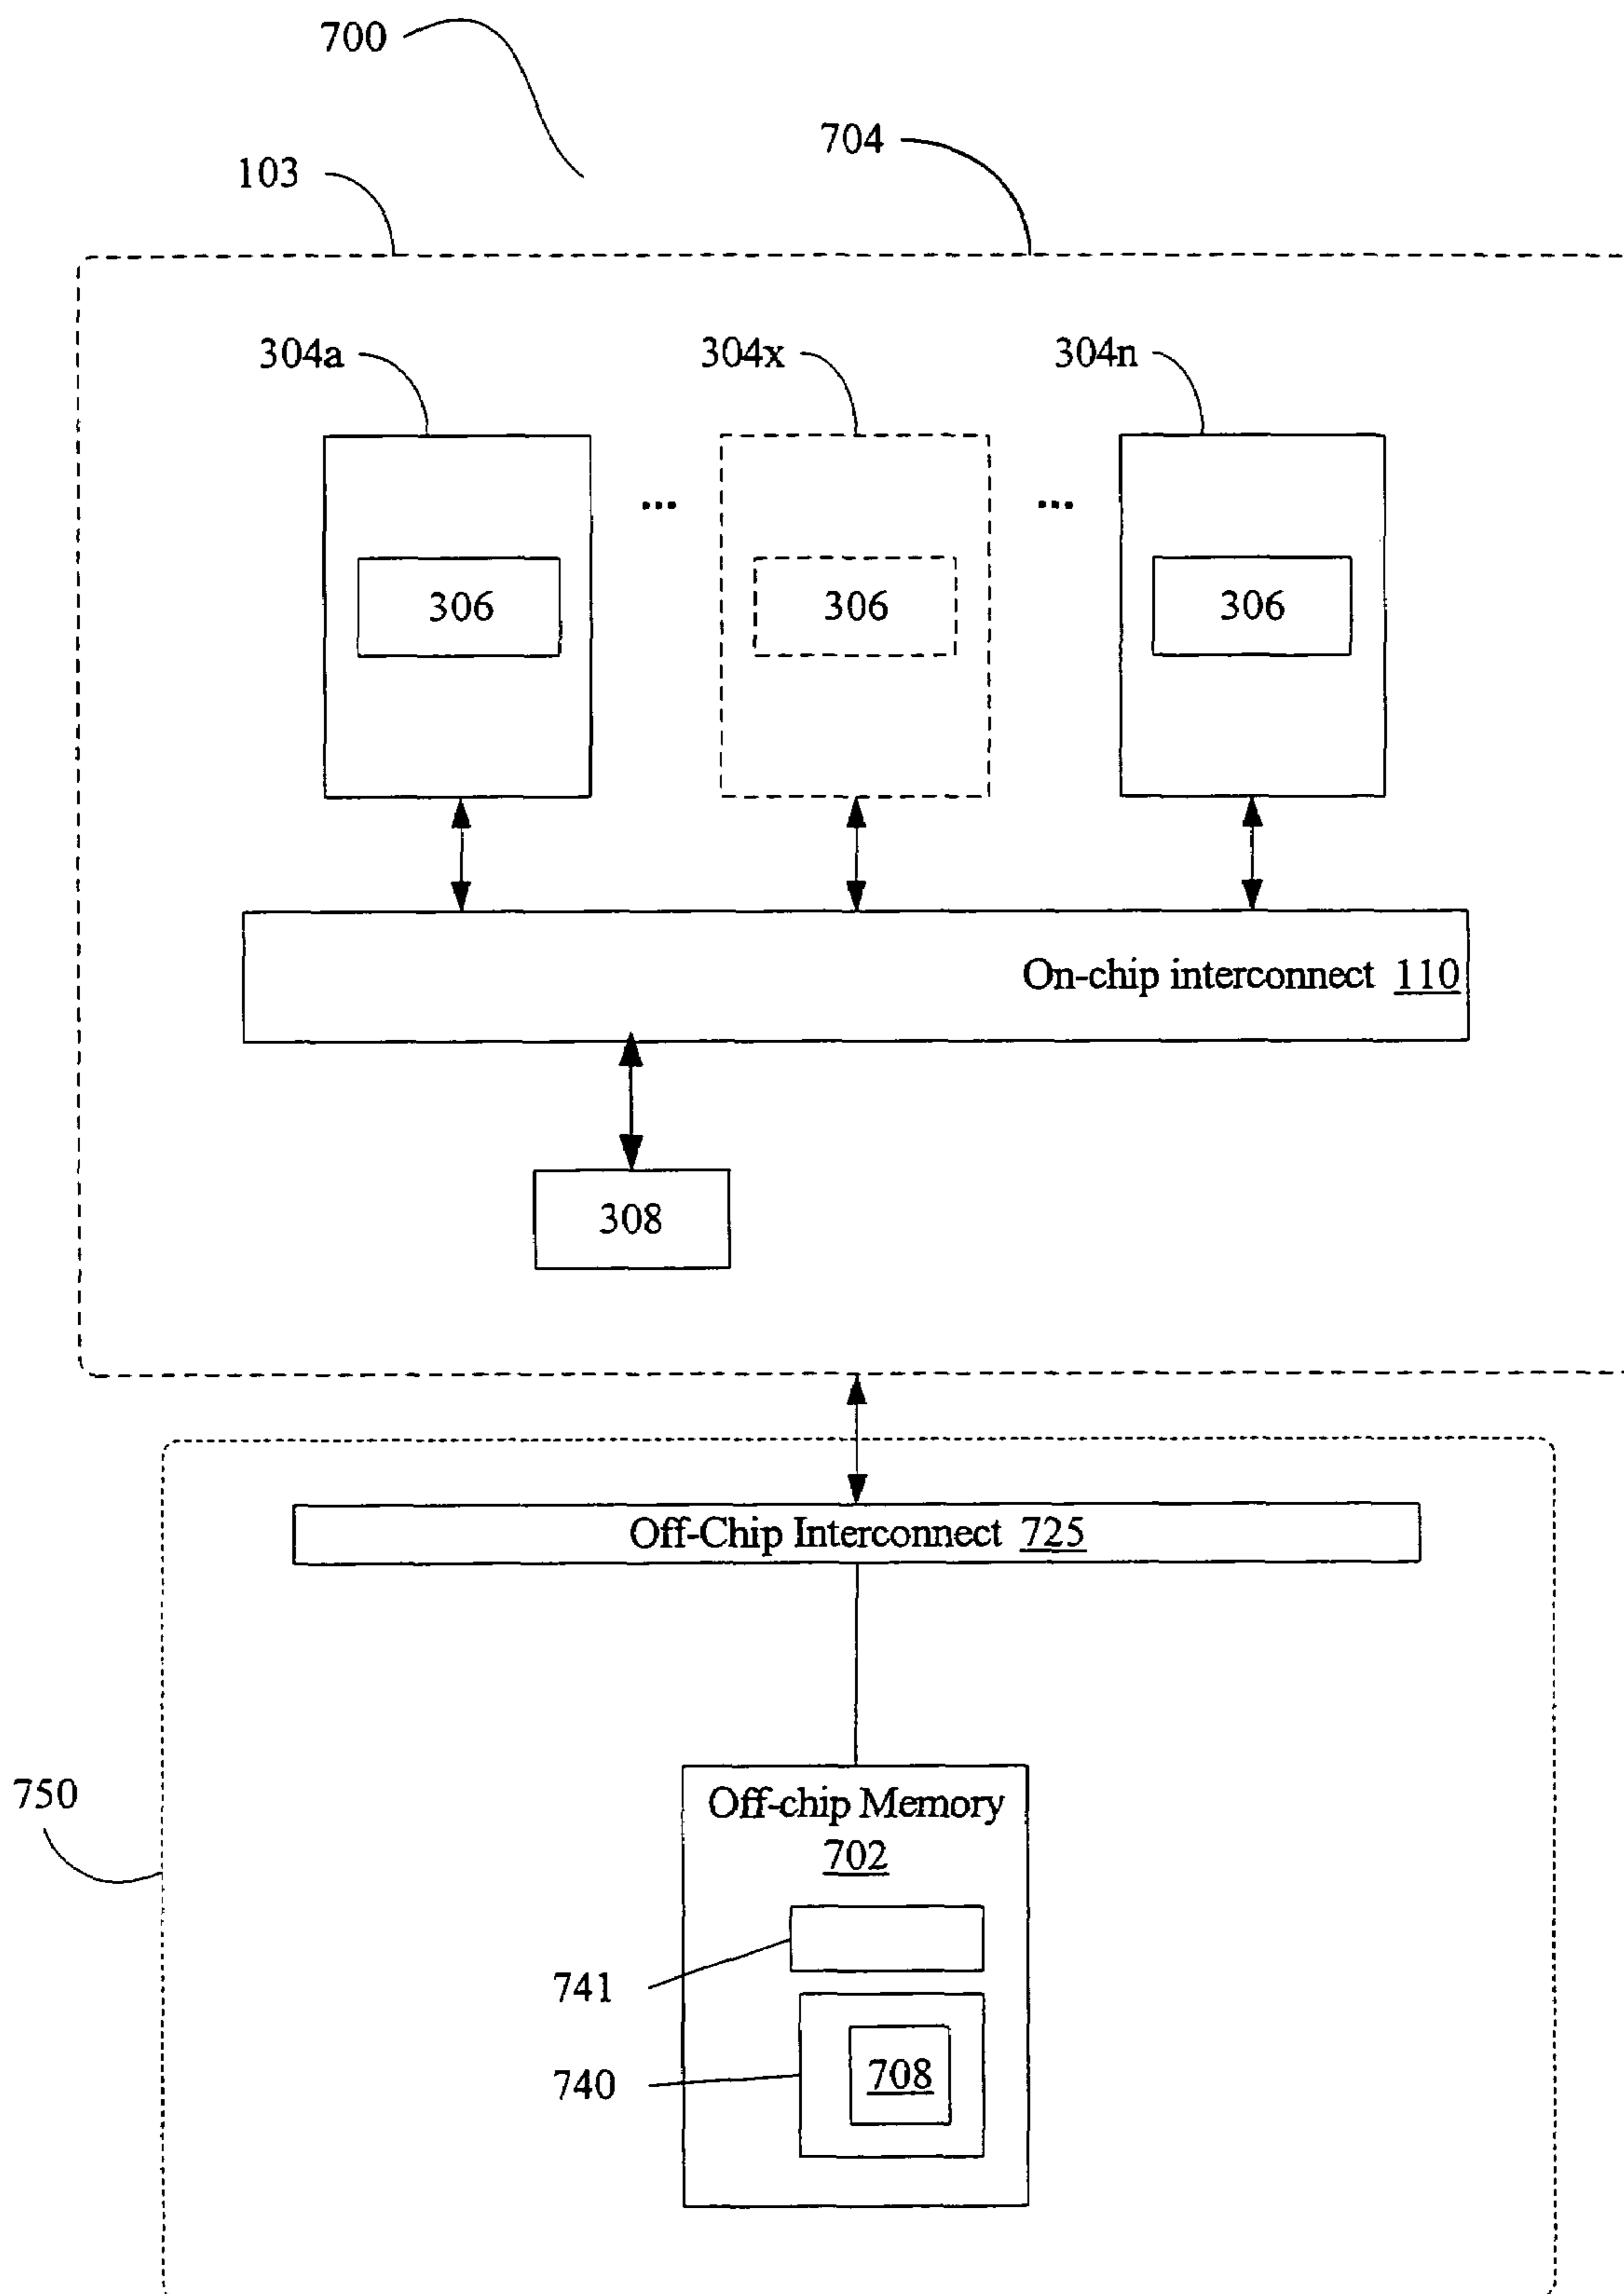 700
704
103
304a
304x
304n
...
...
306
306
306
On-chip interconnect 110
308
Off-Chip Interconnect 725
750
Off-chip Memory
702
741
740
708